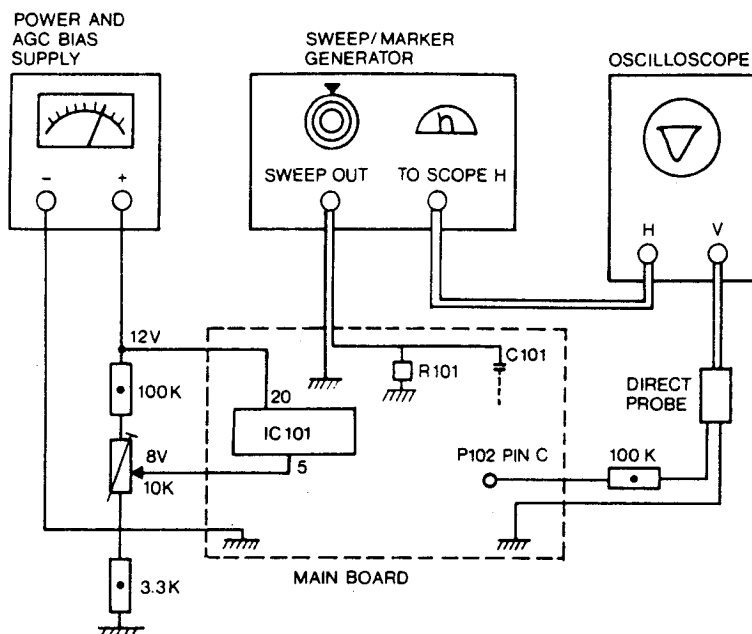 POWER AND
AGC BIAS
SUPPLY
SWEEP/MARKER
GENERATOR
OSCILLOSCOPE
−
+
SWEEP OUT
TO SCOPE H
H
V
12V
100K
20
IC101
5
8V
10K
3.3K
R101
C101
P102 PIN C
100 K
DIRECT
PROBE
MAIN BOARD